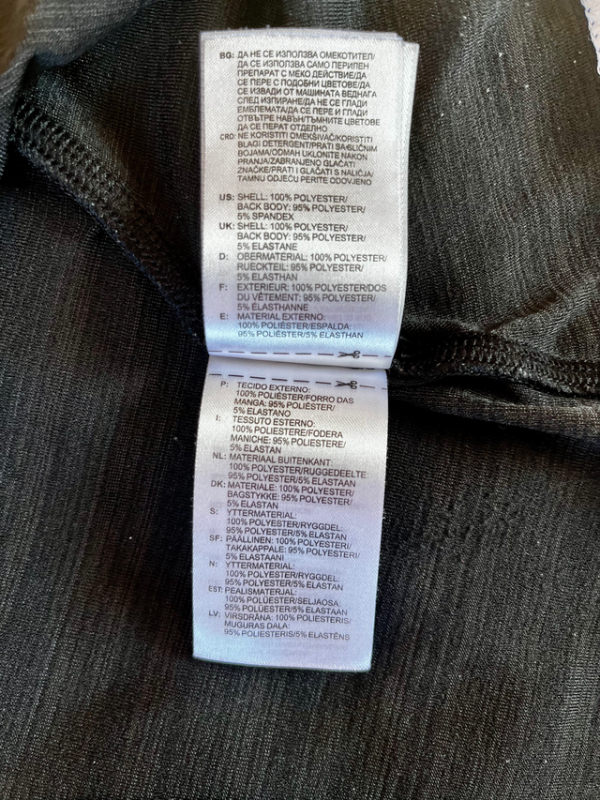 BG: ДА НЕ СЕ ИЗПОЛЗВА ОМЕКОТИТЕЛ/
ДА СЕ ИЗПОЛЗВА САМО ПЕРИЛЕН
ПРЕПАРАТ С МЕКО ДЕЙСТВИЕ/ДА
СЕ ПЕРЕ С ПОДОБНИ ЦВЕТОВЕ/ДА
СЕ ИЗВАДИ ОТ МАШИНАТА ВЕДНАГА
СЛЕД ИЗПИРАНЕ/ДА НЕ СЕ ГЛАДИ
ЕМБЛЕМАТА/ДА СЕ ПЕРЕ И ГЛАДИ
ОТВЪТРЕ НАВЪН/ТЪМНИТЕ ЦВЕТОВЕ
ДА СЕ ПЕРАТ ОТДЕЛНО
CRO: NE KORISTITI OMEKŠIVAČ/KORISTITI
BLAGI DETERGENT/PRATI SA SLIČNIM
BOJAMA/ODMAH UKLONITE NAKON
PRANJA/ZABRANJENO GLAČATI
ZNAČKE/PRATI I GLAČATI S NALIČJA/
TAMNU ODJEĆU PERITE ODOVOJENO
US: SHELL: 100% POLYESTER/
BACK BODY: 95% POLYESTER/
5% SPANDEX
UK: SHELL: 100% POLYESTER/
BACK BODY: 95% POLYESTER/
5% ELASTANE
D: OBERMATERIAL: 100% POLYESTER/
RUECKTEIL: 95% POLYESTER/
5% ELASTHAN
F: EXTERIEUR: 100% POLYESTER/DOS
DU VÊTEMENT: 95% POLYESTER/
5% ÉLASTHANNE
E: MATERIAL EXTERNO:
100% POLIÉSTER/ESPALDA:
95% POLIÉSTER/5% ELASTHAN
P: TECIDO EXTERNO:
100% POLIÉSTER/FORRO DAS
MANGA: 95% POLIÉSTER/
5% ELASTANO
I: TESSUTO ESTERNO:
100% POLIESTERE/FODERA
MANICHE: 95% POLIESTERE/
5% ELASTAN
NL: MATERIAAL BUITENKANT:
100% POLYESTER/RUGGEDEELTE:
95% POLYESTER/5% ELASTAAN
DK: MATERIALE: 100% POLYESTER/
BAGSTYKKE: 95% POLYESTER/
5% ELASTAN
S: YTTERMATERIAL:
100% POLYESTER/RYGGDEL:
95% POLYESTER/5% ELASTAN
SF: PÄÄLLINEN: 100% POLYESTERI/
TAKAKAPPALE: 95% POLYESTERI/
5% ELASTAANI
N: YTTERMATERIAL:
100% POLYESTER/RYGGDEL:
95% POLYESTER/5% ELASTAN
EST: PEALISMATERJAL:
100% POLÜESTER/SELJAOSA:
95% POLÜESTER/5% ELASTAAN
LV: VIRSDRĀNA: 100% POLIESTERIS/
MUGURAS DAĻA:
95% POLIESTERIS/5% ELASTĒNS